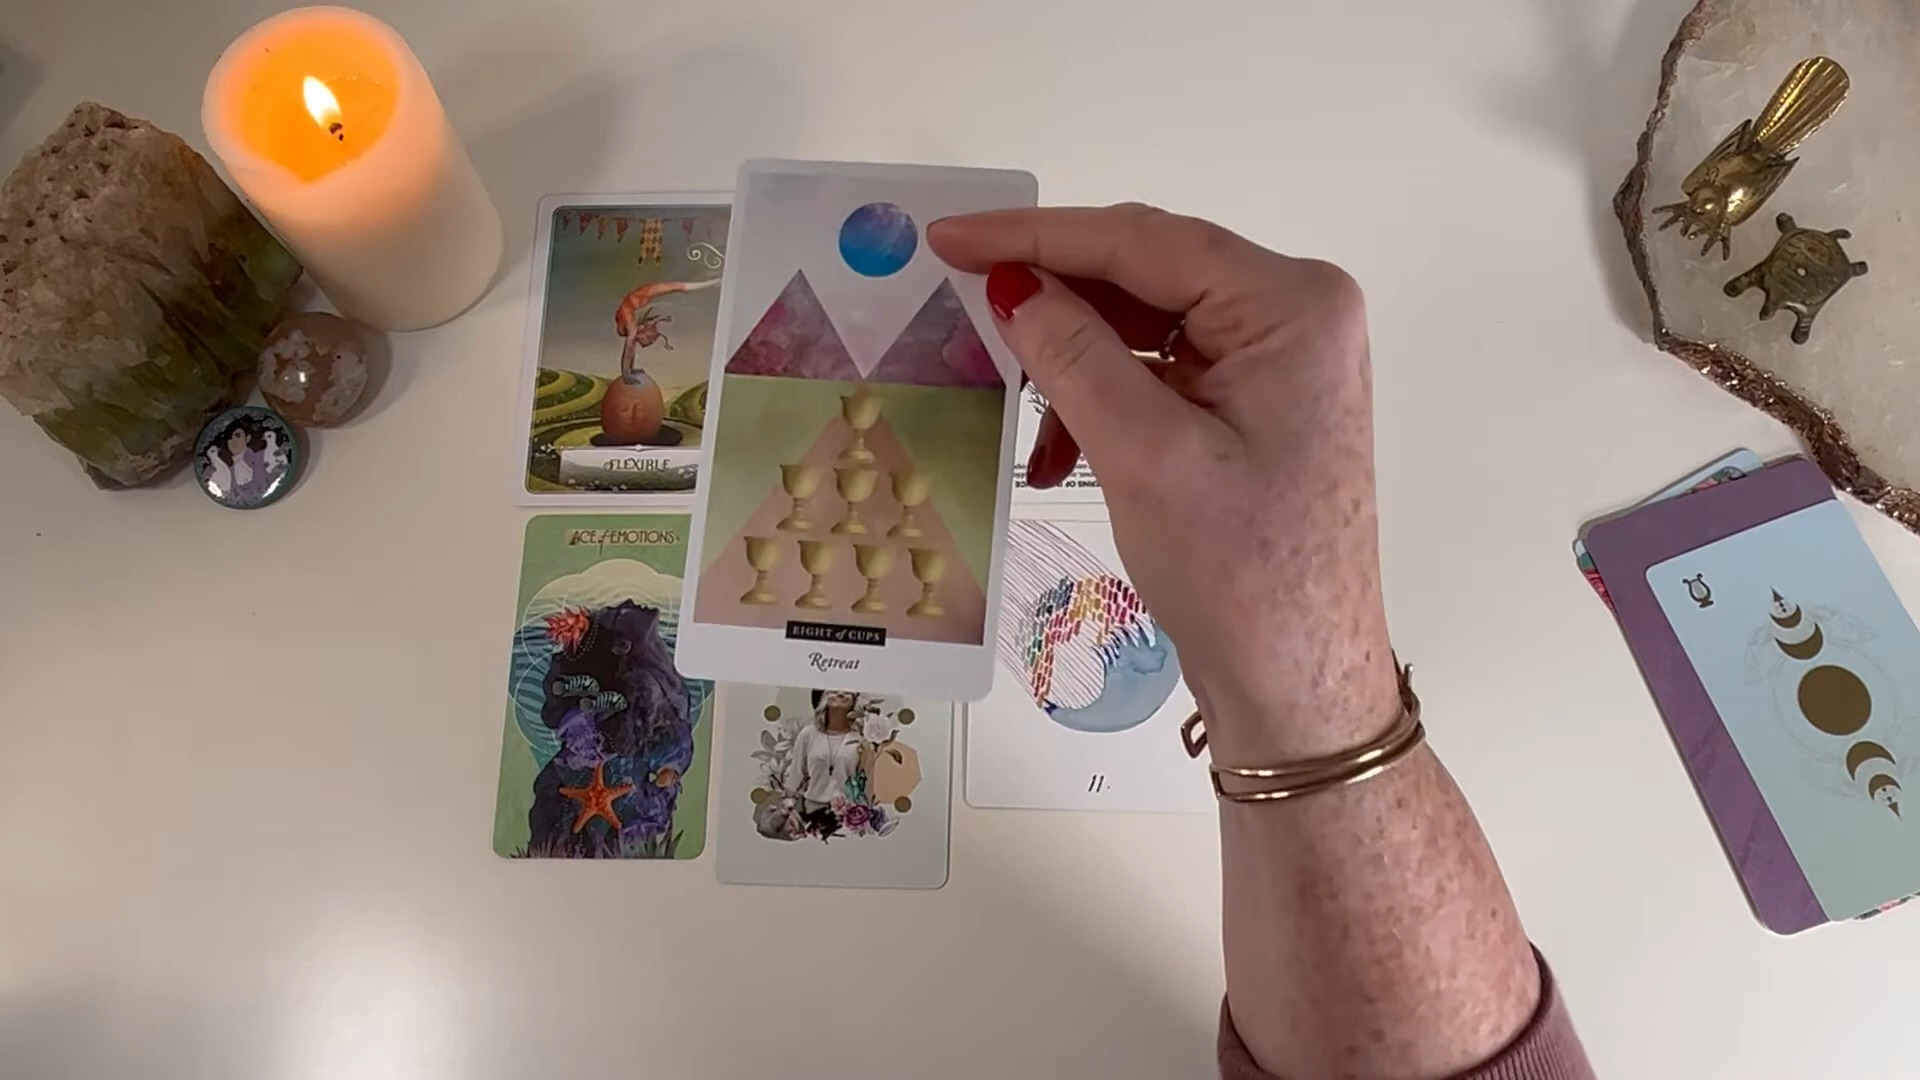 FLEXIBLE
ACE of EMOTIONS
EIGHT of CUPS
Retreat
11.